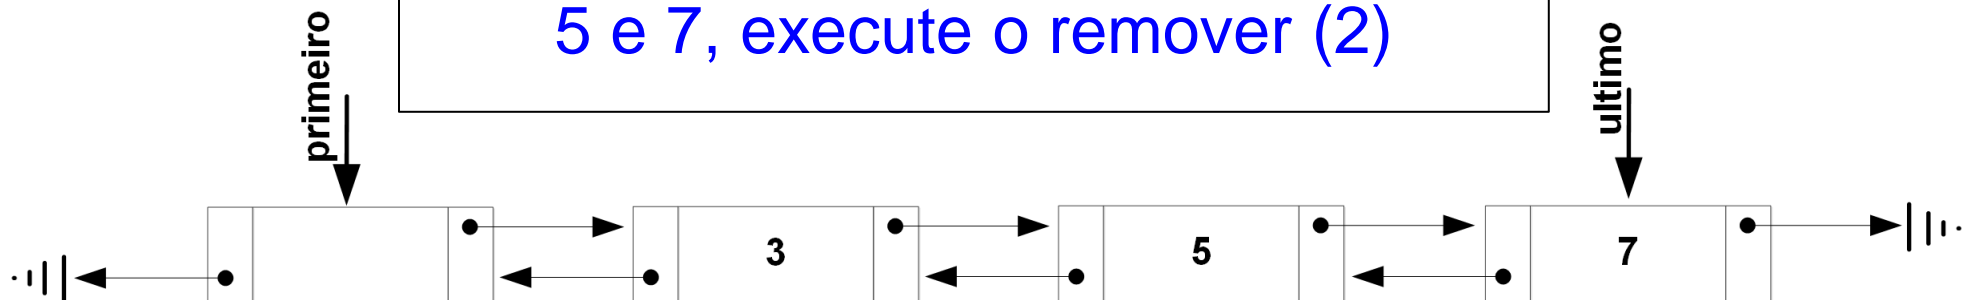 5 e 7, execute o remover (2)
primeiro
ultimo
3
5
7